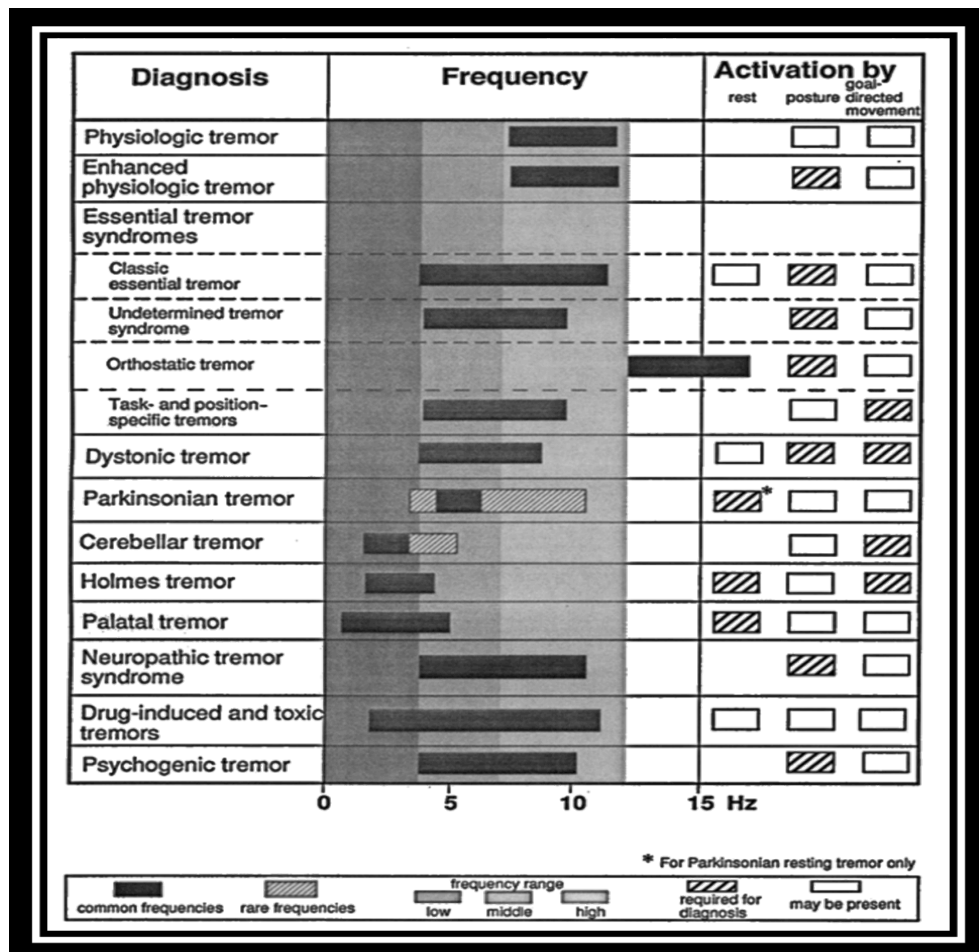 Diagnosis
Frequency
Activation by
rest
posture
goal-
directed
movement
Physiologic tremor
Enhanced
physiologic tremor
Essential tremor
syndromes
Classic
essential tremor
Undetermined tremor
syndrome
Orthostatic tremor
Task- and position-
specific tremors
Dystonic tremor
Parkinsonian tremor
*
Cerebellar tremor
Holmes tremor
Palatal tremor
Neuropathic tremor
syndrome
Drug-induced and toxic
tremors
Psychogenic tremor
0 5 10 15 Hz
* For Parkinsonian resting tremor only
common frequencies
rare frequencies
frequency range
low middle high
required for
diagnosis
may be present